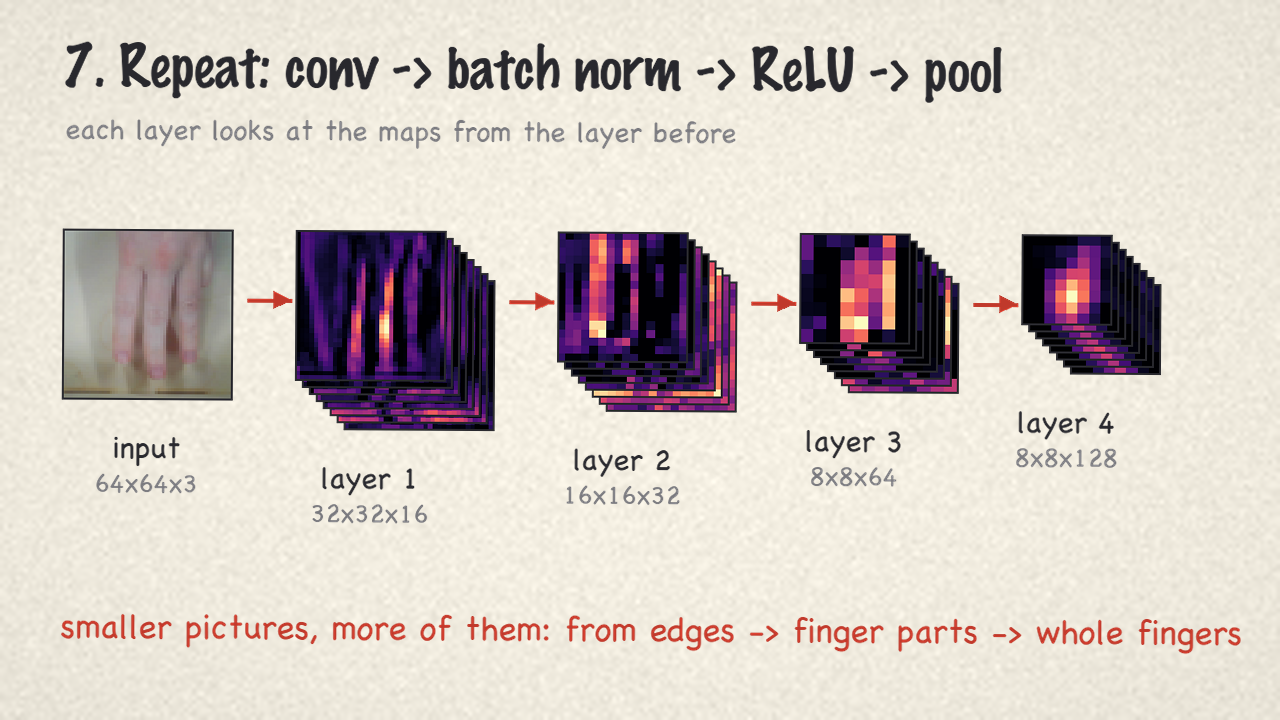 7. Repeat: conv -> batch norm -> ReLU -> pool
each layer looks at the maps from the layer before
input
64x64x3
layer 1
32x32x16
layer 2
16x16x32
layer 3
8x8x64
layer 4
8x8x128
smaller pictures, more of them: from edges -> finger parts -> whole fingers